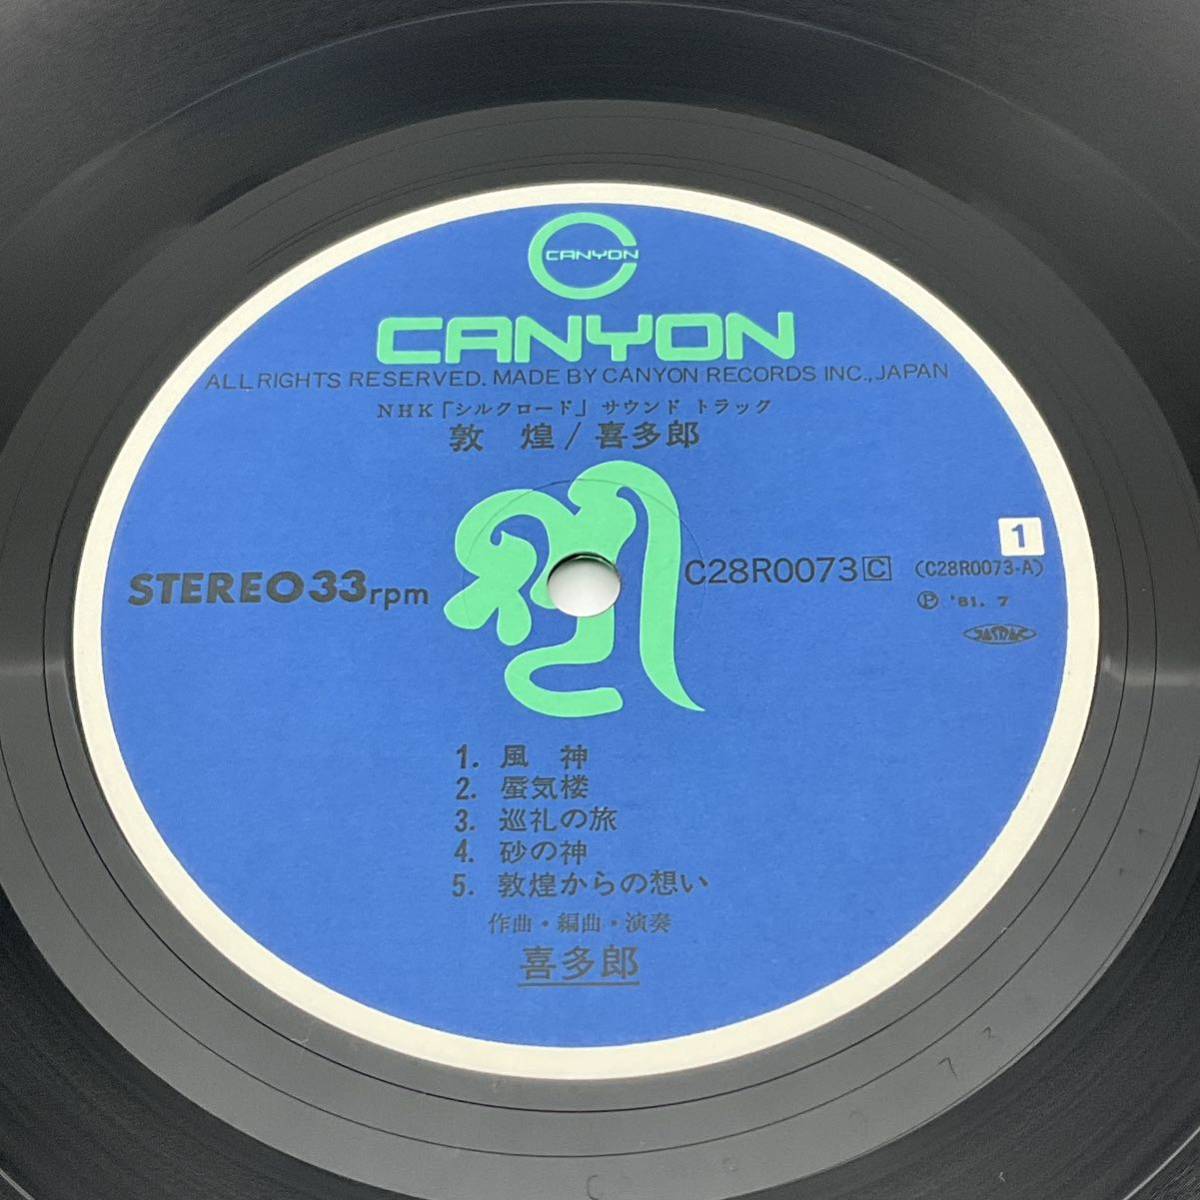 CANYON
CANYON
ALL RIGHTS RESERVED. MADE BY CANYON RECORDS INC., JAPAN
NHK「シルクロード」サウンド トラック
敦 煌/喜多郎
1
STEREO 33rpm
C28R0073 C (C28R0073-A)
Ⓟ '81. 7
JASRAC
1. 風 神
2. 蜃気楼
3. 巡礼の旅
4. 砂の神
5. 敦煌からの想い
作曲・編曲・演奏
喜多郎